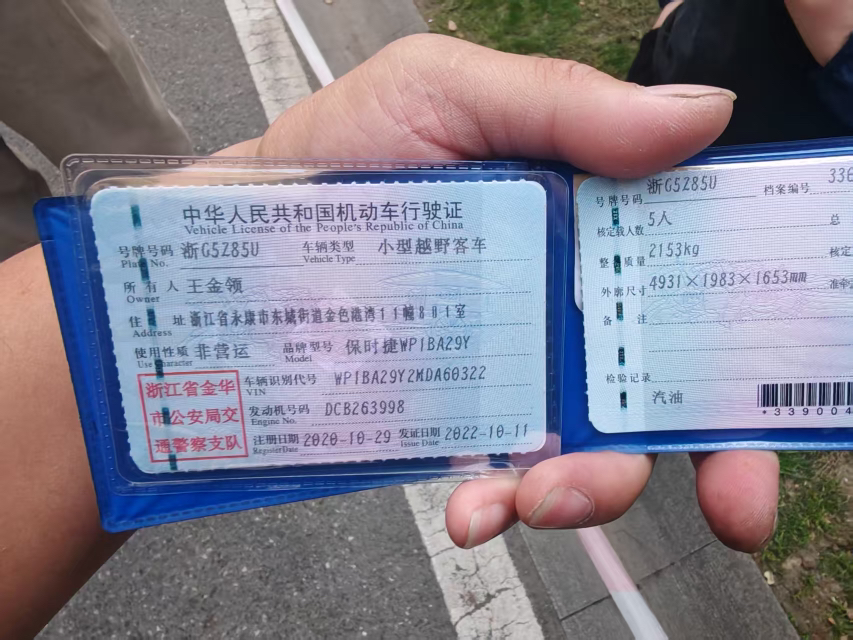 中华人民共和国机动车行驶证
Vehicle License of the People's Republic of China
号牌号码 浙G5Z85U 车辆类型 小型越野客车
Plate No. Vehicle Type
所有人 王金领
Owner
住址 浙江省永康市东城街道金色港湾11幢801室
Address
使用性质 非营运 品牌型号 保时捷WP1BA29Y
Use Character Model
浙江省金华
市公安局交
通警察支队
车辆识别代号 WP1BA29Y2MDA60322
VIN
发动机号码 DCB263998
Engine No.
注册日期 2020-10-29 发证日期 2022-10-11
Register Date Issue Date
号牌号码 浙G5Z85U 档案编号 336
核定载人数 5人 总
整备质量 2153kg 核定
外廓尺寸 4931×1983×1653mm 准牵
备注
检验记录
汽油
*339004